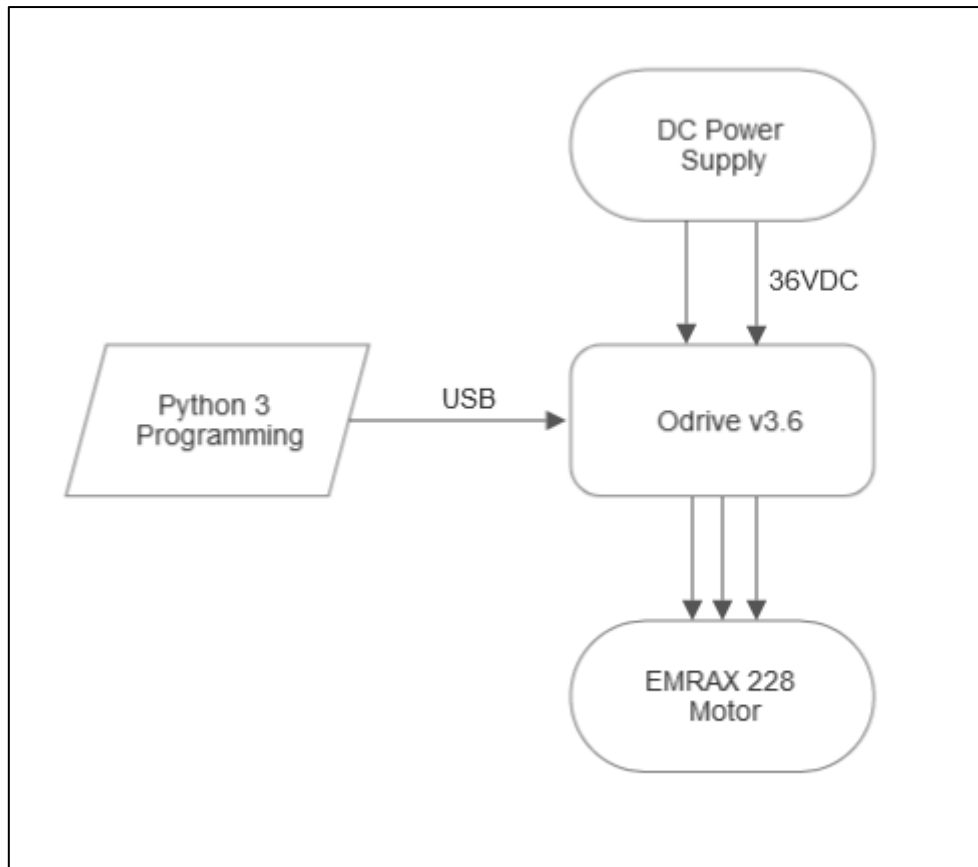 DC Power
Supply
36VDC
Python 3
Programming
USB
Odrive v3.6
EMRAX 228
Motor